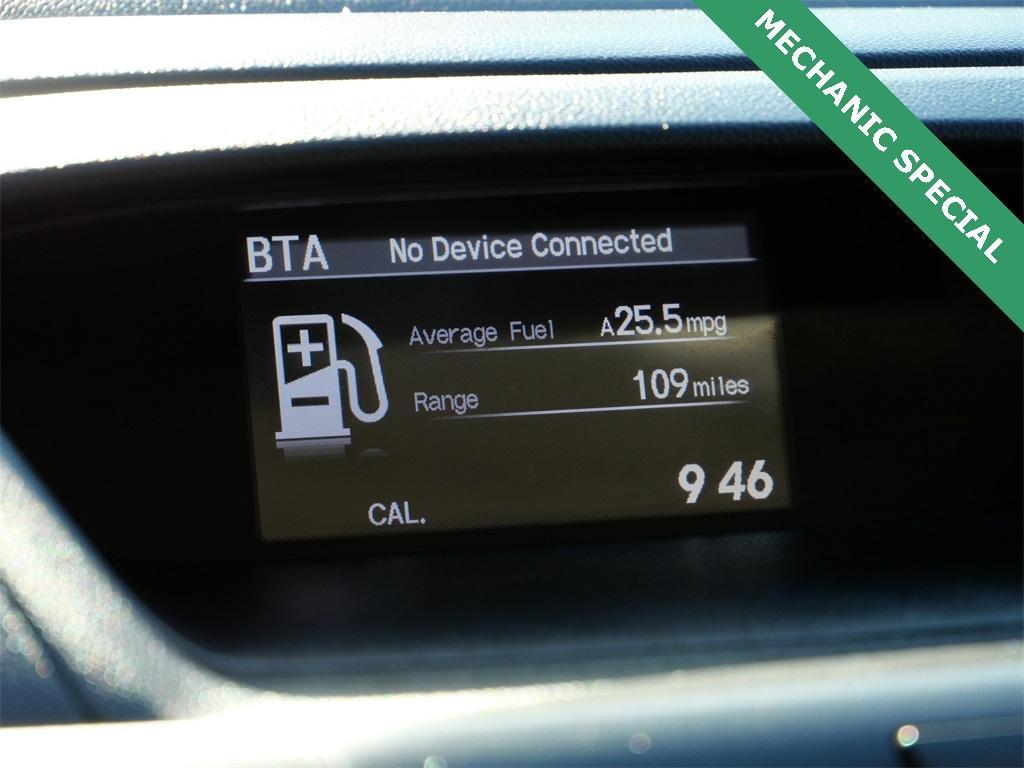 MECHANIC SPECIAL
BTA No Device Connected
Average Fuel A25.5mpg
Range 109miles
9 46
CAL.